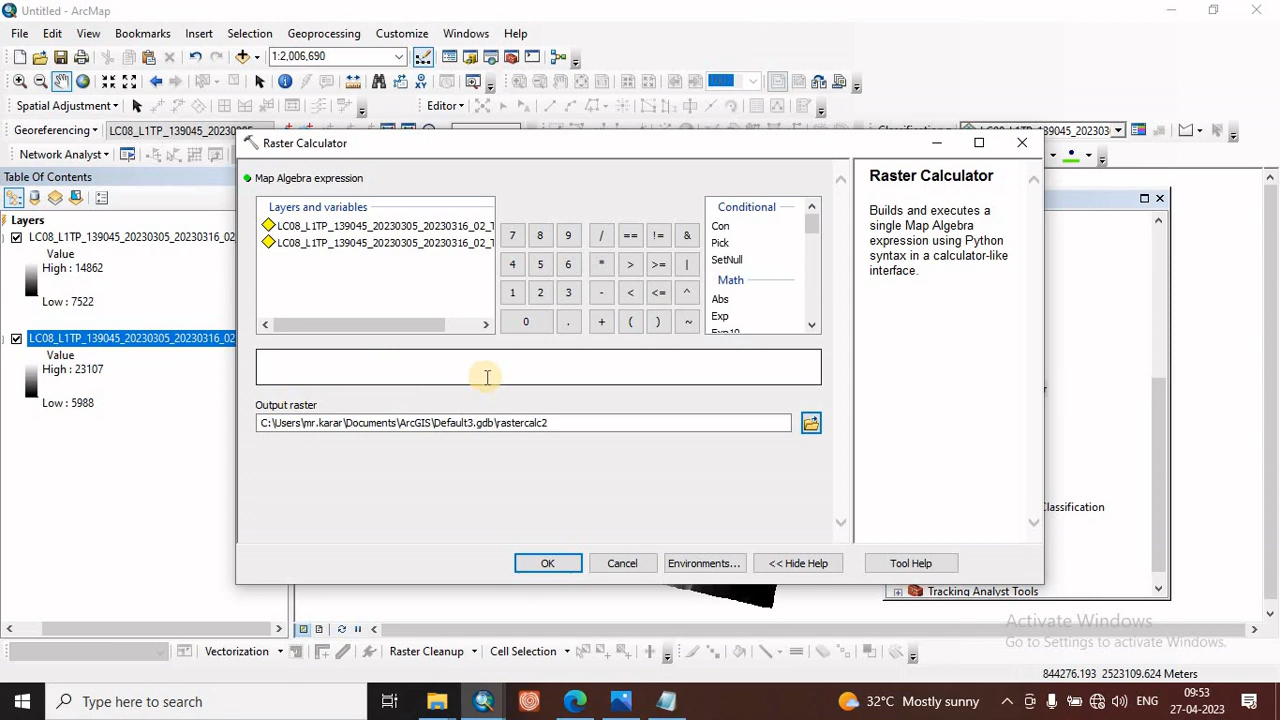 Untitled - ArcMap
File Edit View Bookmarks Insert Selection Geoprocessing Customize Windows Help
1:2,006,690
Spatial Adjustment Editor
Georeferencing LC08_L1TP_139045_20230305
Network Analyst
Table Of Contents
Layers
LC08_L1TP_139045_20230305_20230316_02
Value
High : 14862
Low : 7522
LC08_L1TP_139045_20230305_20230316_02
Value
High : 23107
Low : 5988
Raster Calculator
Map Algebra expression
Layers and variables
LC08_L1TP_139045_20230305_20230316_02_T
LC08_L1TP_139045_20230305_20230316_02_T
7 8 9 / == != &
4 5 6 * > >= |
1 2 3 - < <= ^
0 . + ( ) ~
Conditional
Con
Pick
SetNull
Math
Abs
Exp
Exp10
Output raster
C:\Users\mr.karar\Documents\ArcGIS\Default3.gdb\rastercalc2
OK Cancel Environments... << Hide Help Tool Help
Raster Calculator
Builds and executes a
single Map Algebra
expression using Python
syntax in a calculator-like
interface.
Classification
Tracking Analyst Tools
Activate Windows
Go to Settings to activate Windows.
Vectorization Raster Cleanup Cell Selection
844276.193 2523109.624 Meters
Type here to search
32°C Mostly sunny
ENG
09:53
27-04-2023